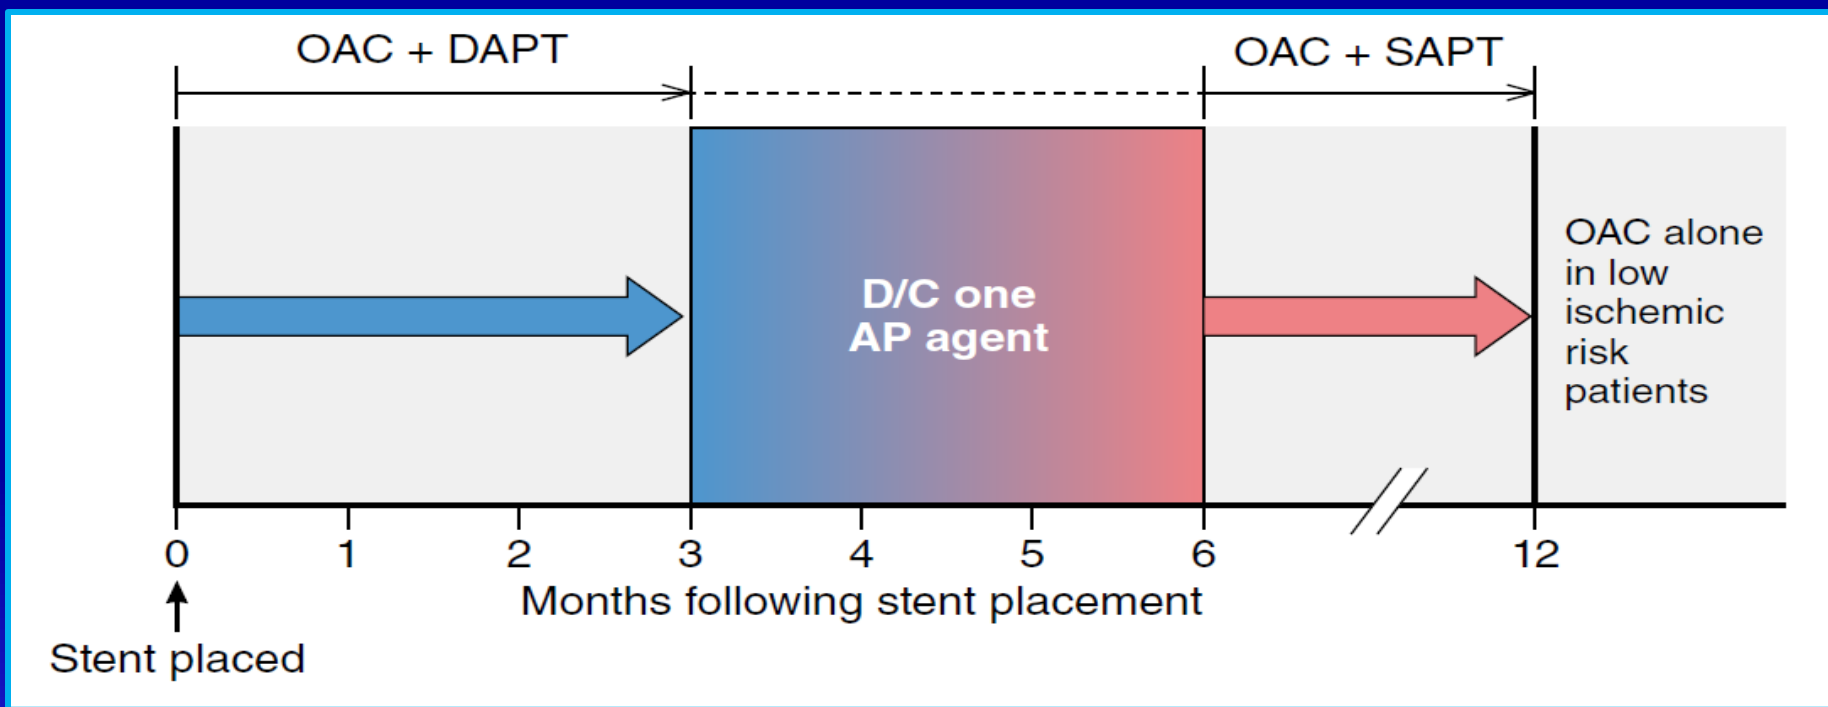 OAC + DAPT
OAC + SAPT
D/C one
AP agent
OAC alone
in low
ischemic
risk
patients
0 1 2 3 4 5 6 12
Months following stent placement
Stent placed